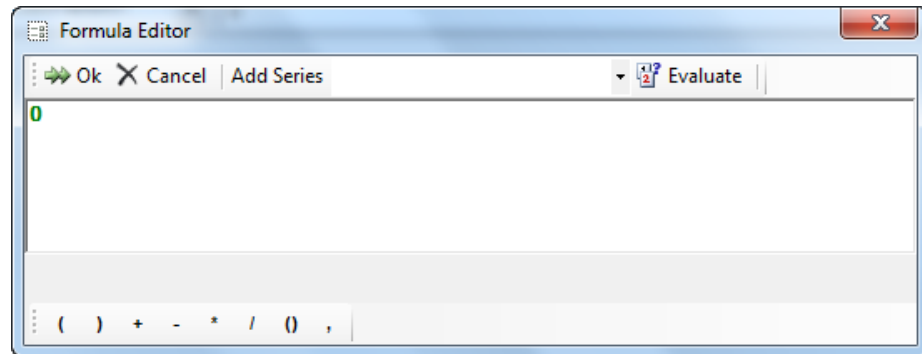 Formula Editor
Ok Cancel Add Series Evaluate
0
( ) + - * / () ,